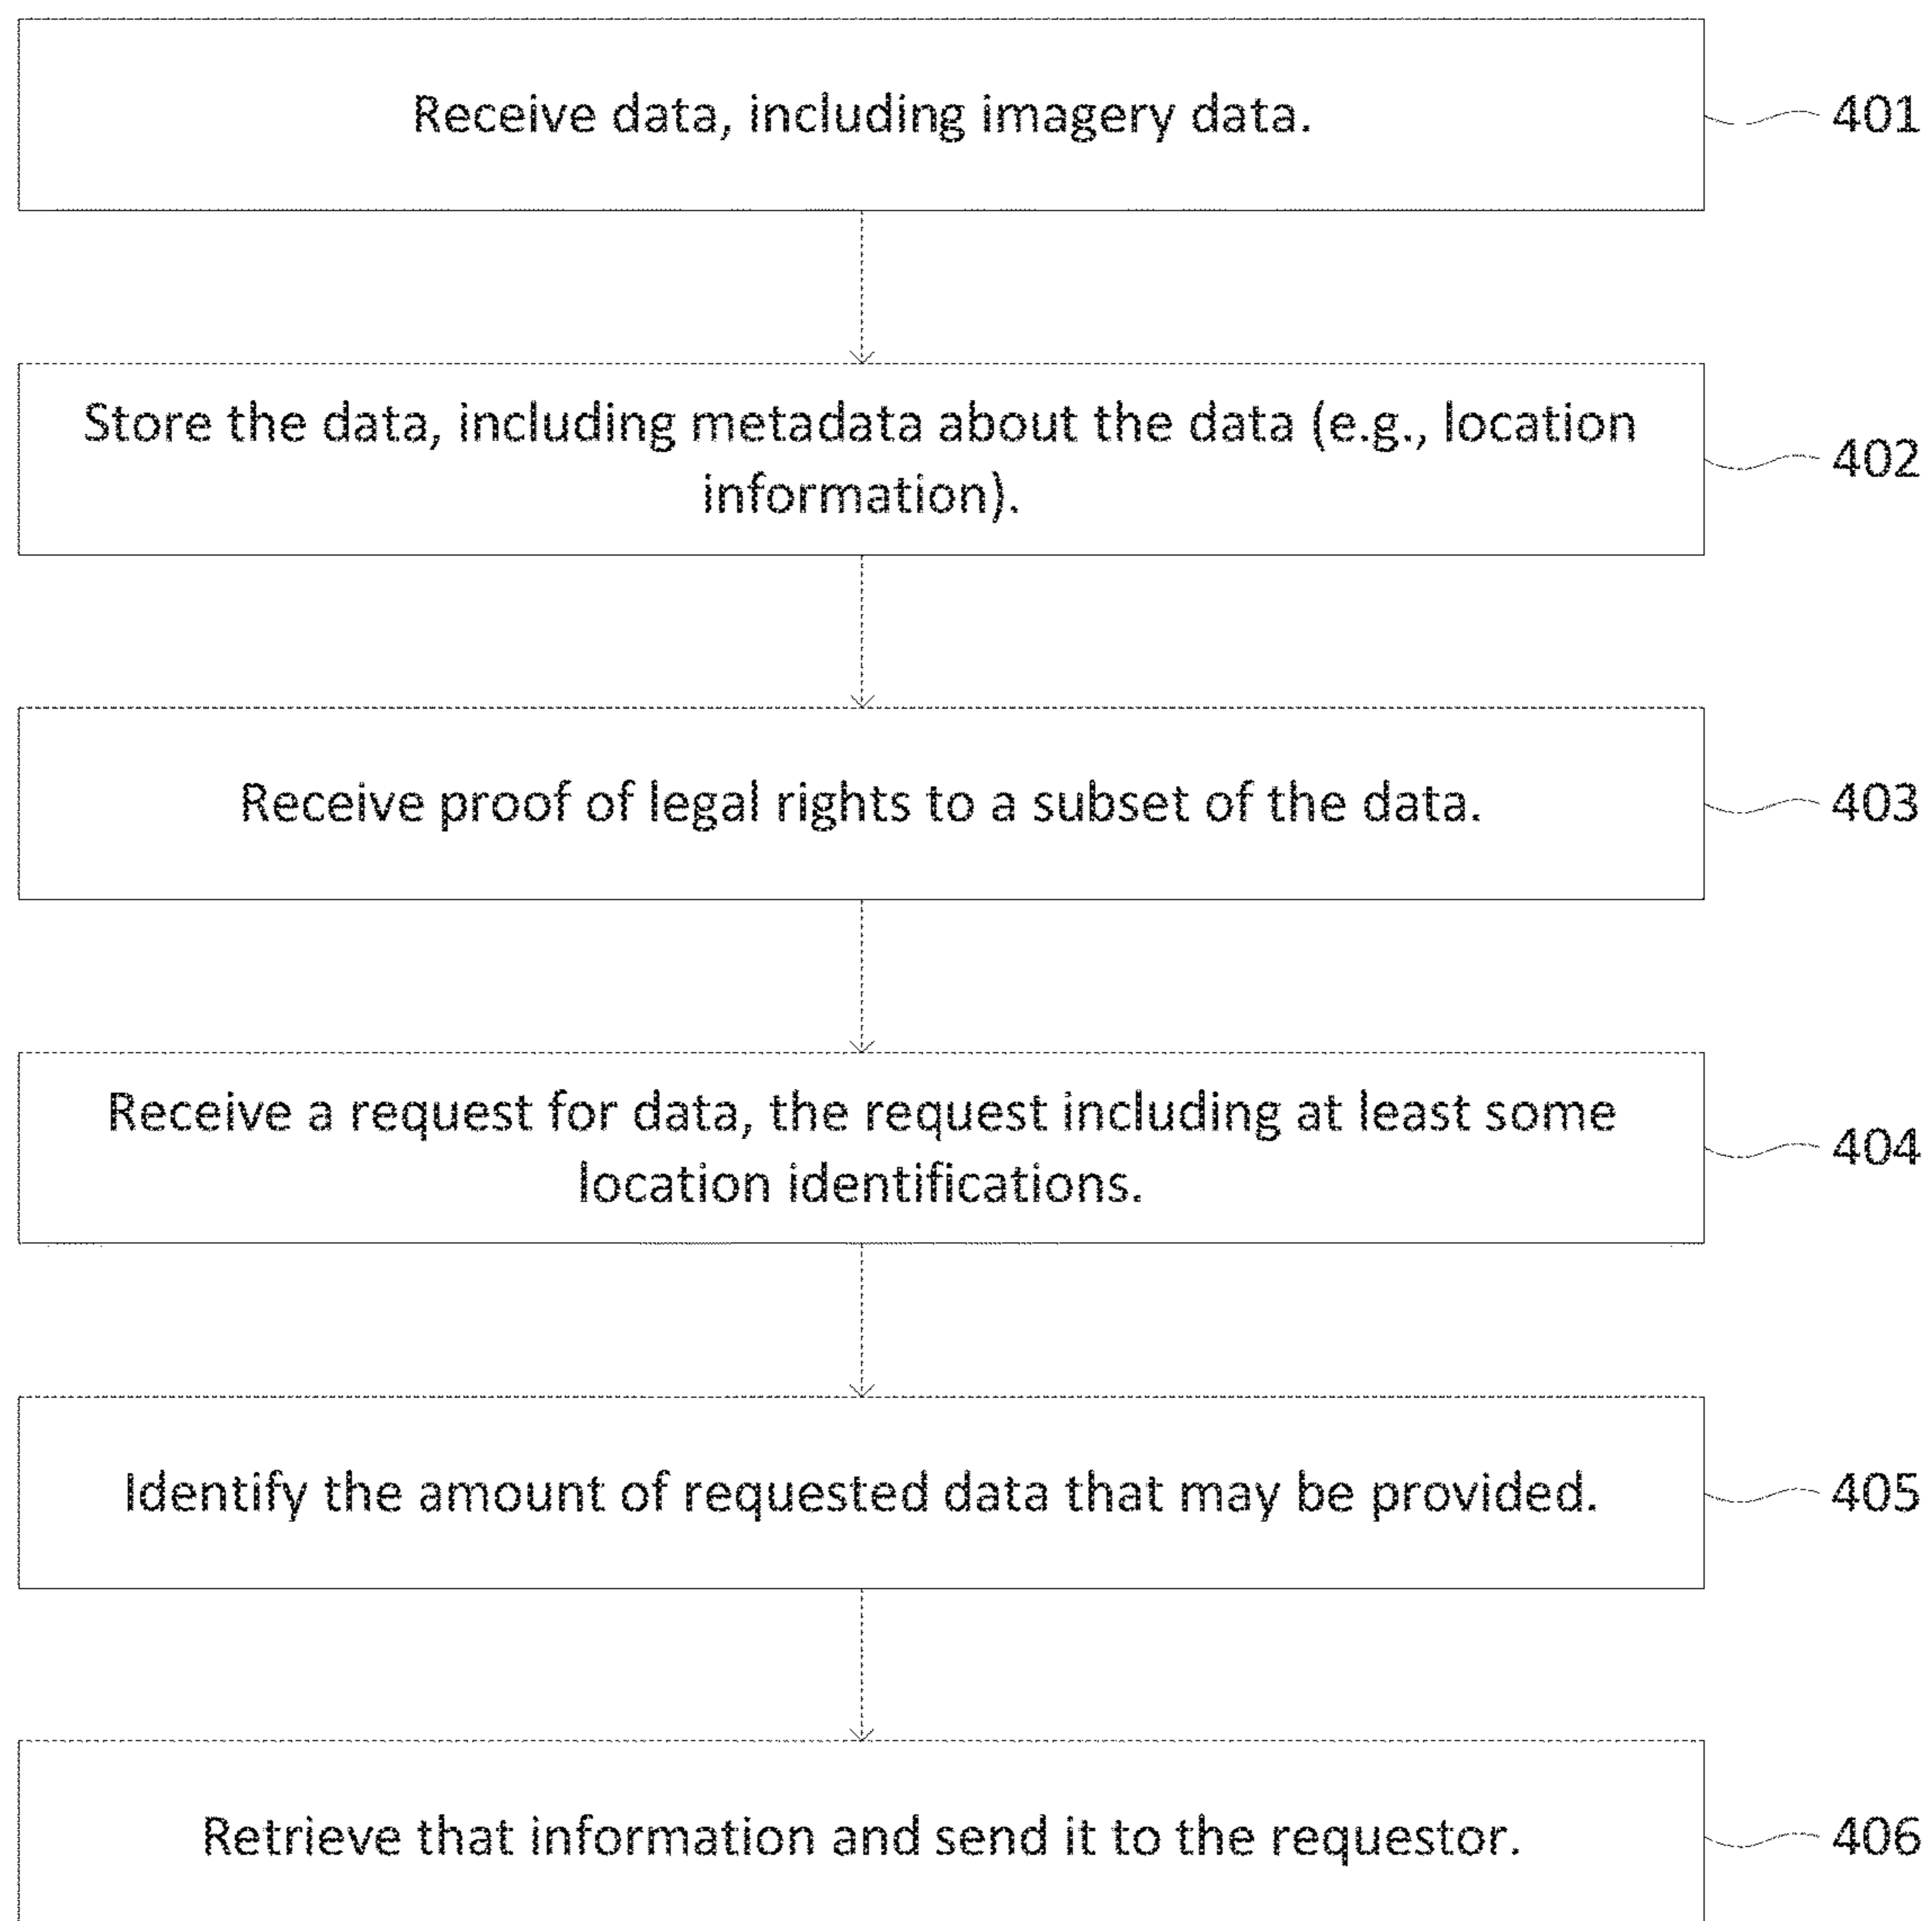 Receive data, including imagery data.
401
Store the data, including metadata about the data (e.g., location
information).
402
Receive proof of legal rights to a subset of the data.
403
Receive a request for data, the request including at least some
location identifications.
404
Identify the amount of requested data that may be provided.
405
Retrieve that information and send it to the requestor.
406